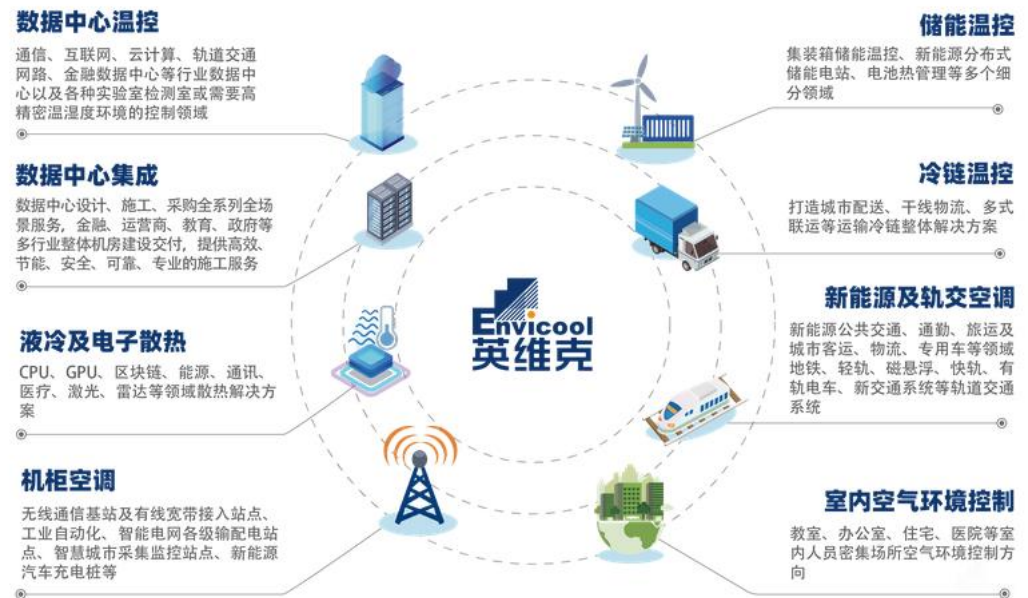 数据中心温控
通信、互联网、云计算、轨道交通
网路、金融数据中心等行业数据中
心以及各种实验室检测室或需要高
精密温湿度环境的控制领域
数据中心集成
数据中心设计、施工、采购全系列全场
景服务，金融、运营商、教育、政府等
多行业整体机房建设交付，提供高效、
节能、安全、可靠、专业的施工服务
液冷及电子散热
CPU、GPU、区块链、能源、通讯、
医疗、激光、雷达等领域散热解决方
案
机柜空调
无线通信基站及有线宽带接入站点、
工业自动化、智能电网各级输配电站
点、智慧城市采集监控站点、新能源
汽车充电桩等
Envicool
英维克
储能温控
集装箱储能温控、新能源分布式
储能电站、电池热管理等多个细
分领域
冷链温控
打造城市配送、干线物流、多式
联运等运输冷链整体解决方案
新能源及轨交空调
新能源公共交通、通勤、旅运及
城市客运、物流、专用车等领域
地铁、轻轨、磁悬浮、快轨、有
轨电车、新交通系统等轨道交通
系统
室内空气环境控制
教室、办公室、住宅、医院等室
内人员密集场所空气环境控制方
向